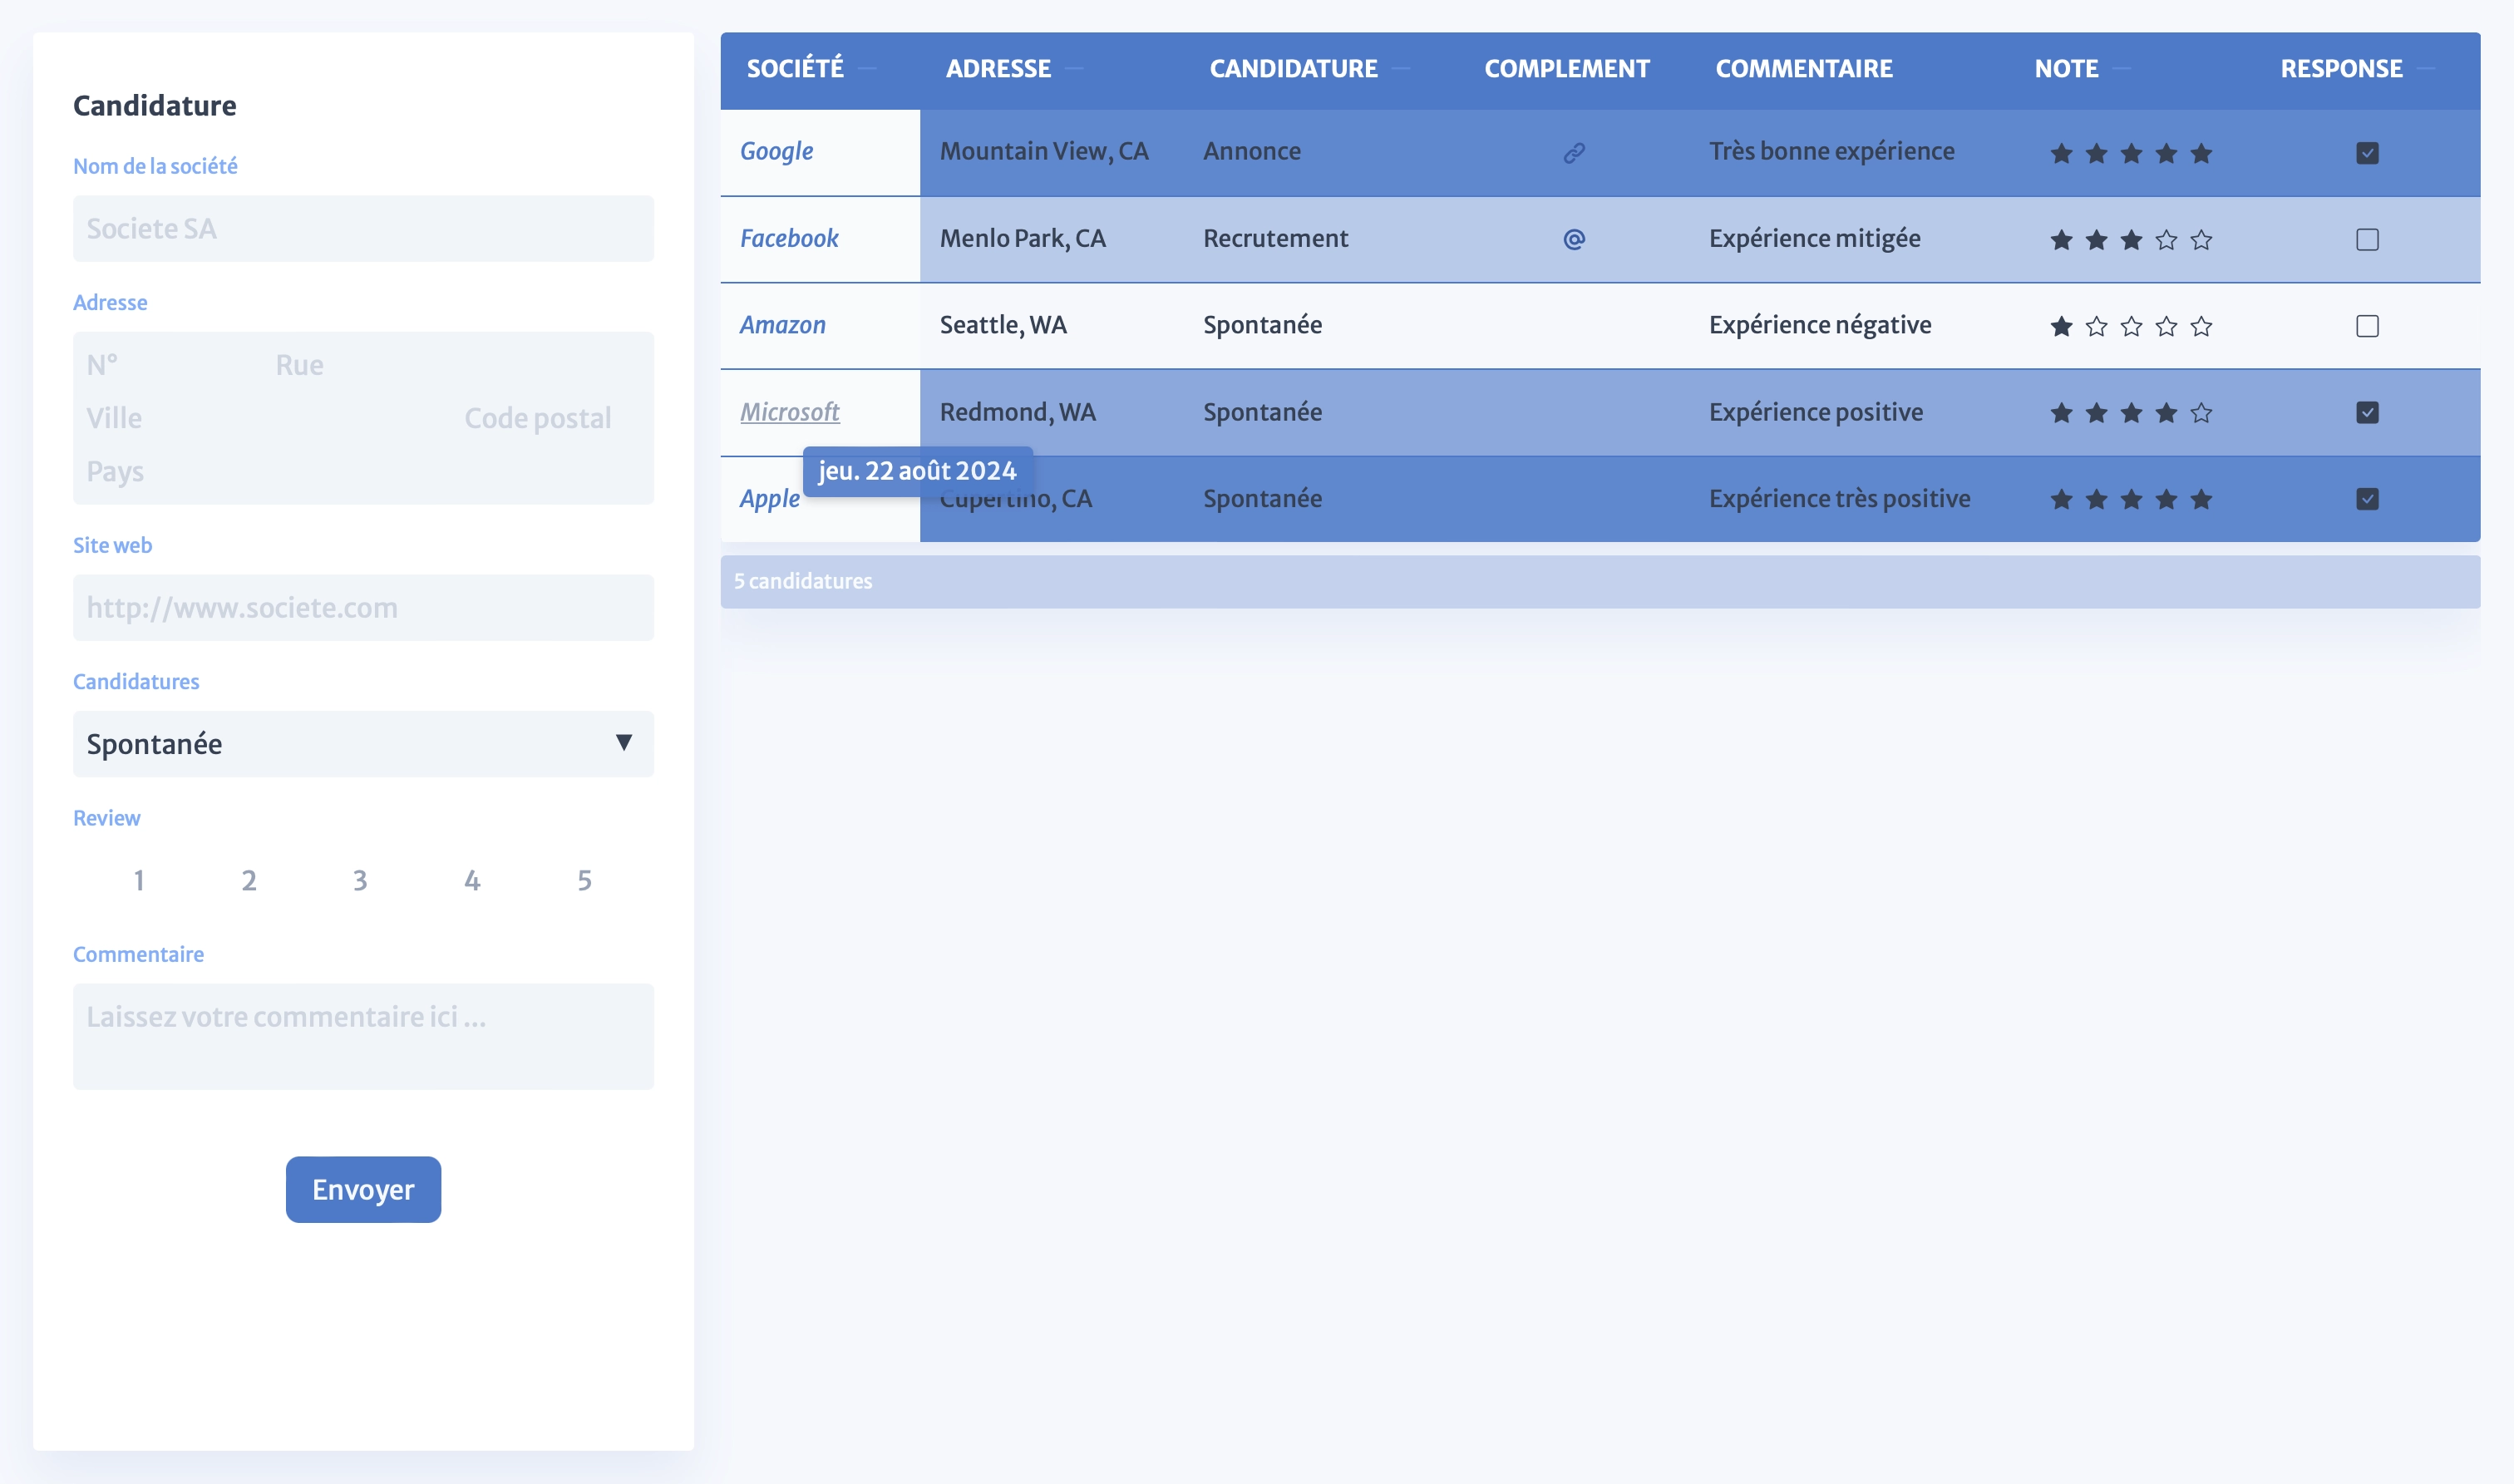 Candidature
Nom de la société
Societe SA
Adresse
N° Rue
Ville Code postal
Pays
Site web
http://www.societe.com
Candidatures
Spontanée
Review
1 2 3 4 5
Commentaire
Laissez votre commentaire ici ...
Envoyer
SOCIÉTÉ ADRESSE CANDIDATURE COMPLEMENT COMMENTAIRE NOTE RESPONSE
Google Mountain View, CA Annonce Très bonne expérience
Facebook Menlo Park, CA Recrutement @ Expérience mitigée
Amazon Seattle, WA Spontanée Expérience négative
Microsoft Redmond, WA Spontanée Expérience positive
jeu. 22 août 2024
Apple Cupertino, CA Spontanée Expérience très positive
5 candidatures